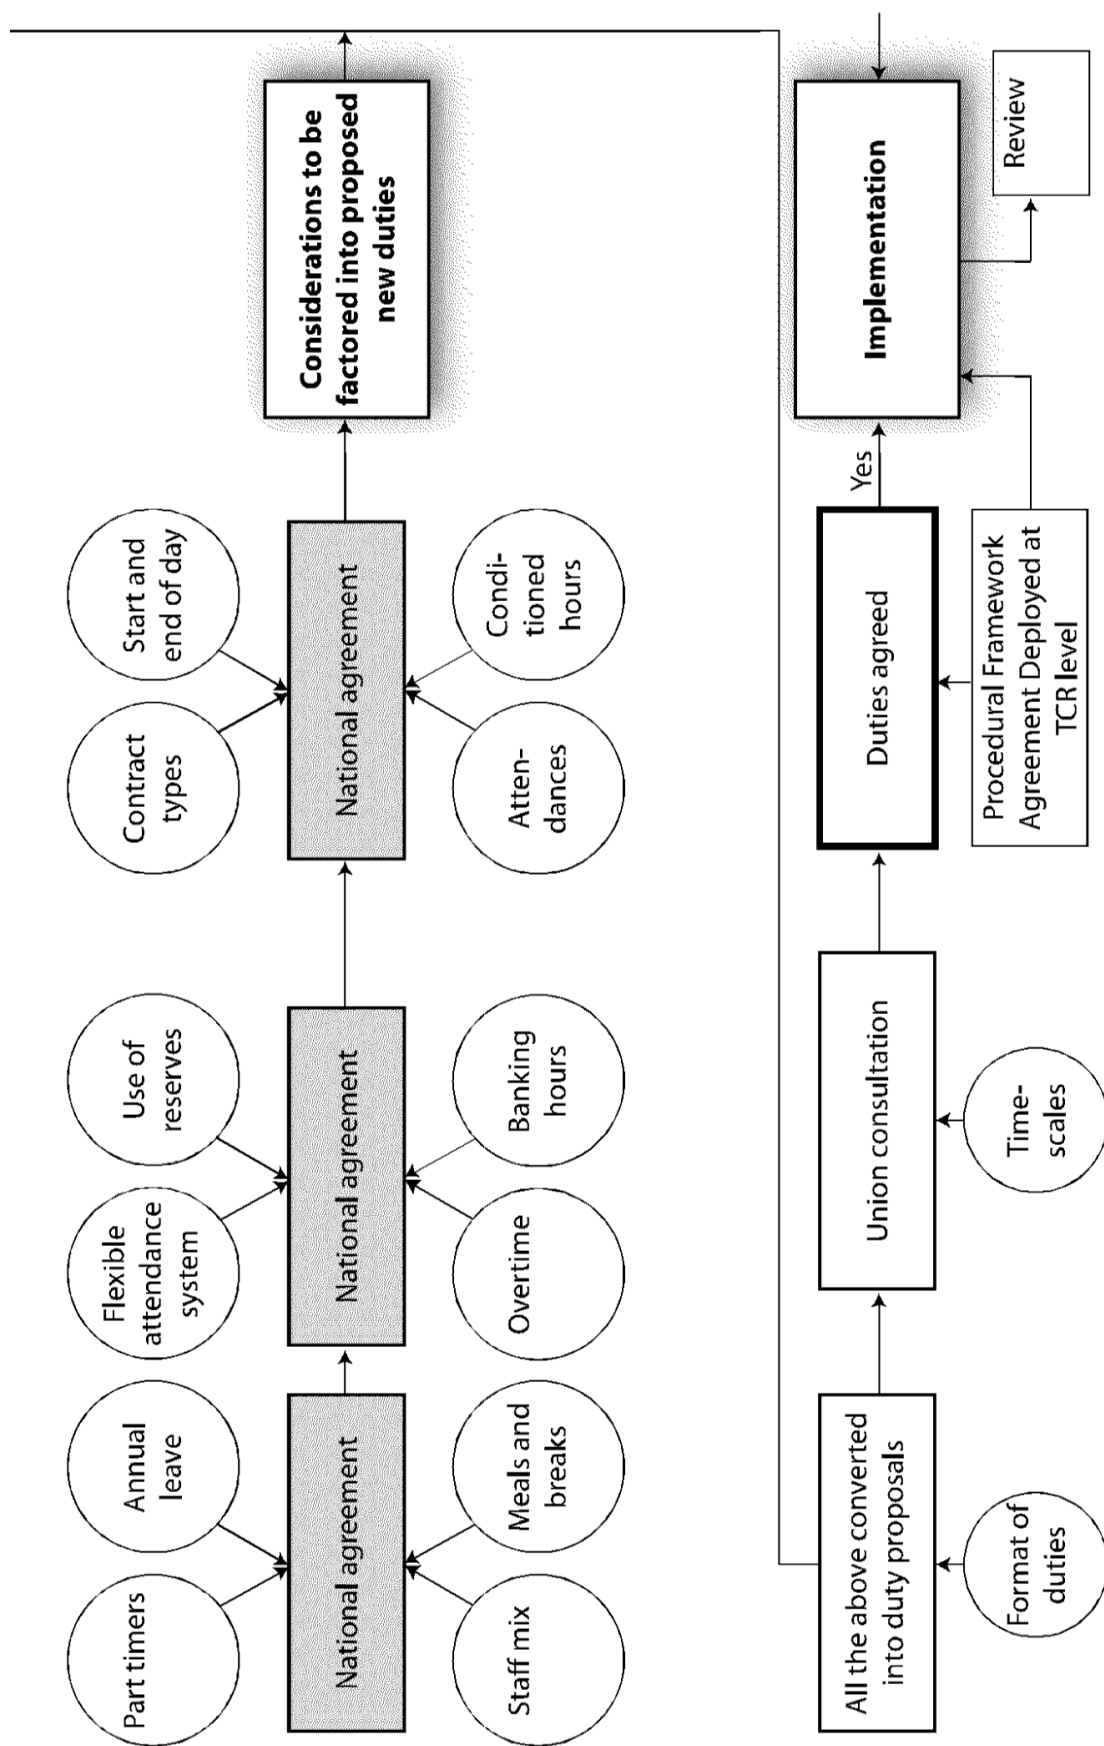 Part timers
Annual
leave
National agreement
Staff mix
Meals and
breaks
Flexible
attendance
system
Use of
reserves
National agreement
Overtime
Banking
hours
Contract
types
Start and
end of day
National agreement
Atten-
dances
Condi-
tioned
hours
Considerations to be
factored into proposed
new duties
All the above converted
into duty proposals
Format of
duties
Union consultation
Time-
scales
Duties agreed
Yes
Procedural Framework
Agreement Deployed at
TCR level
Implementation
Review